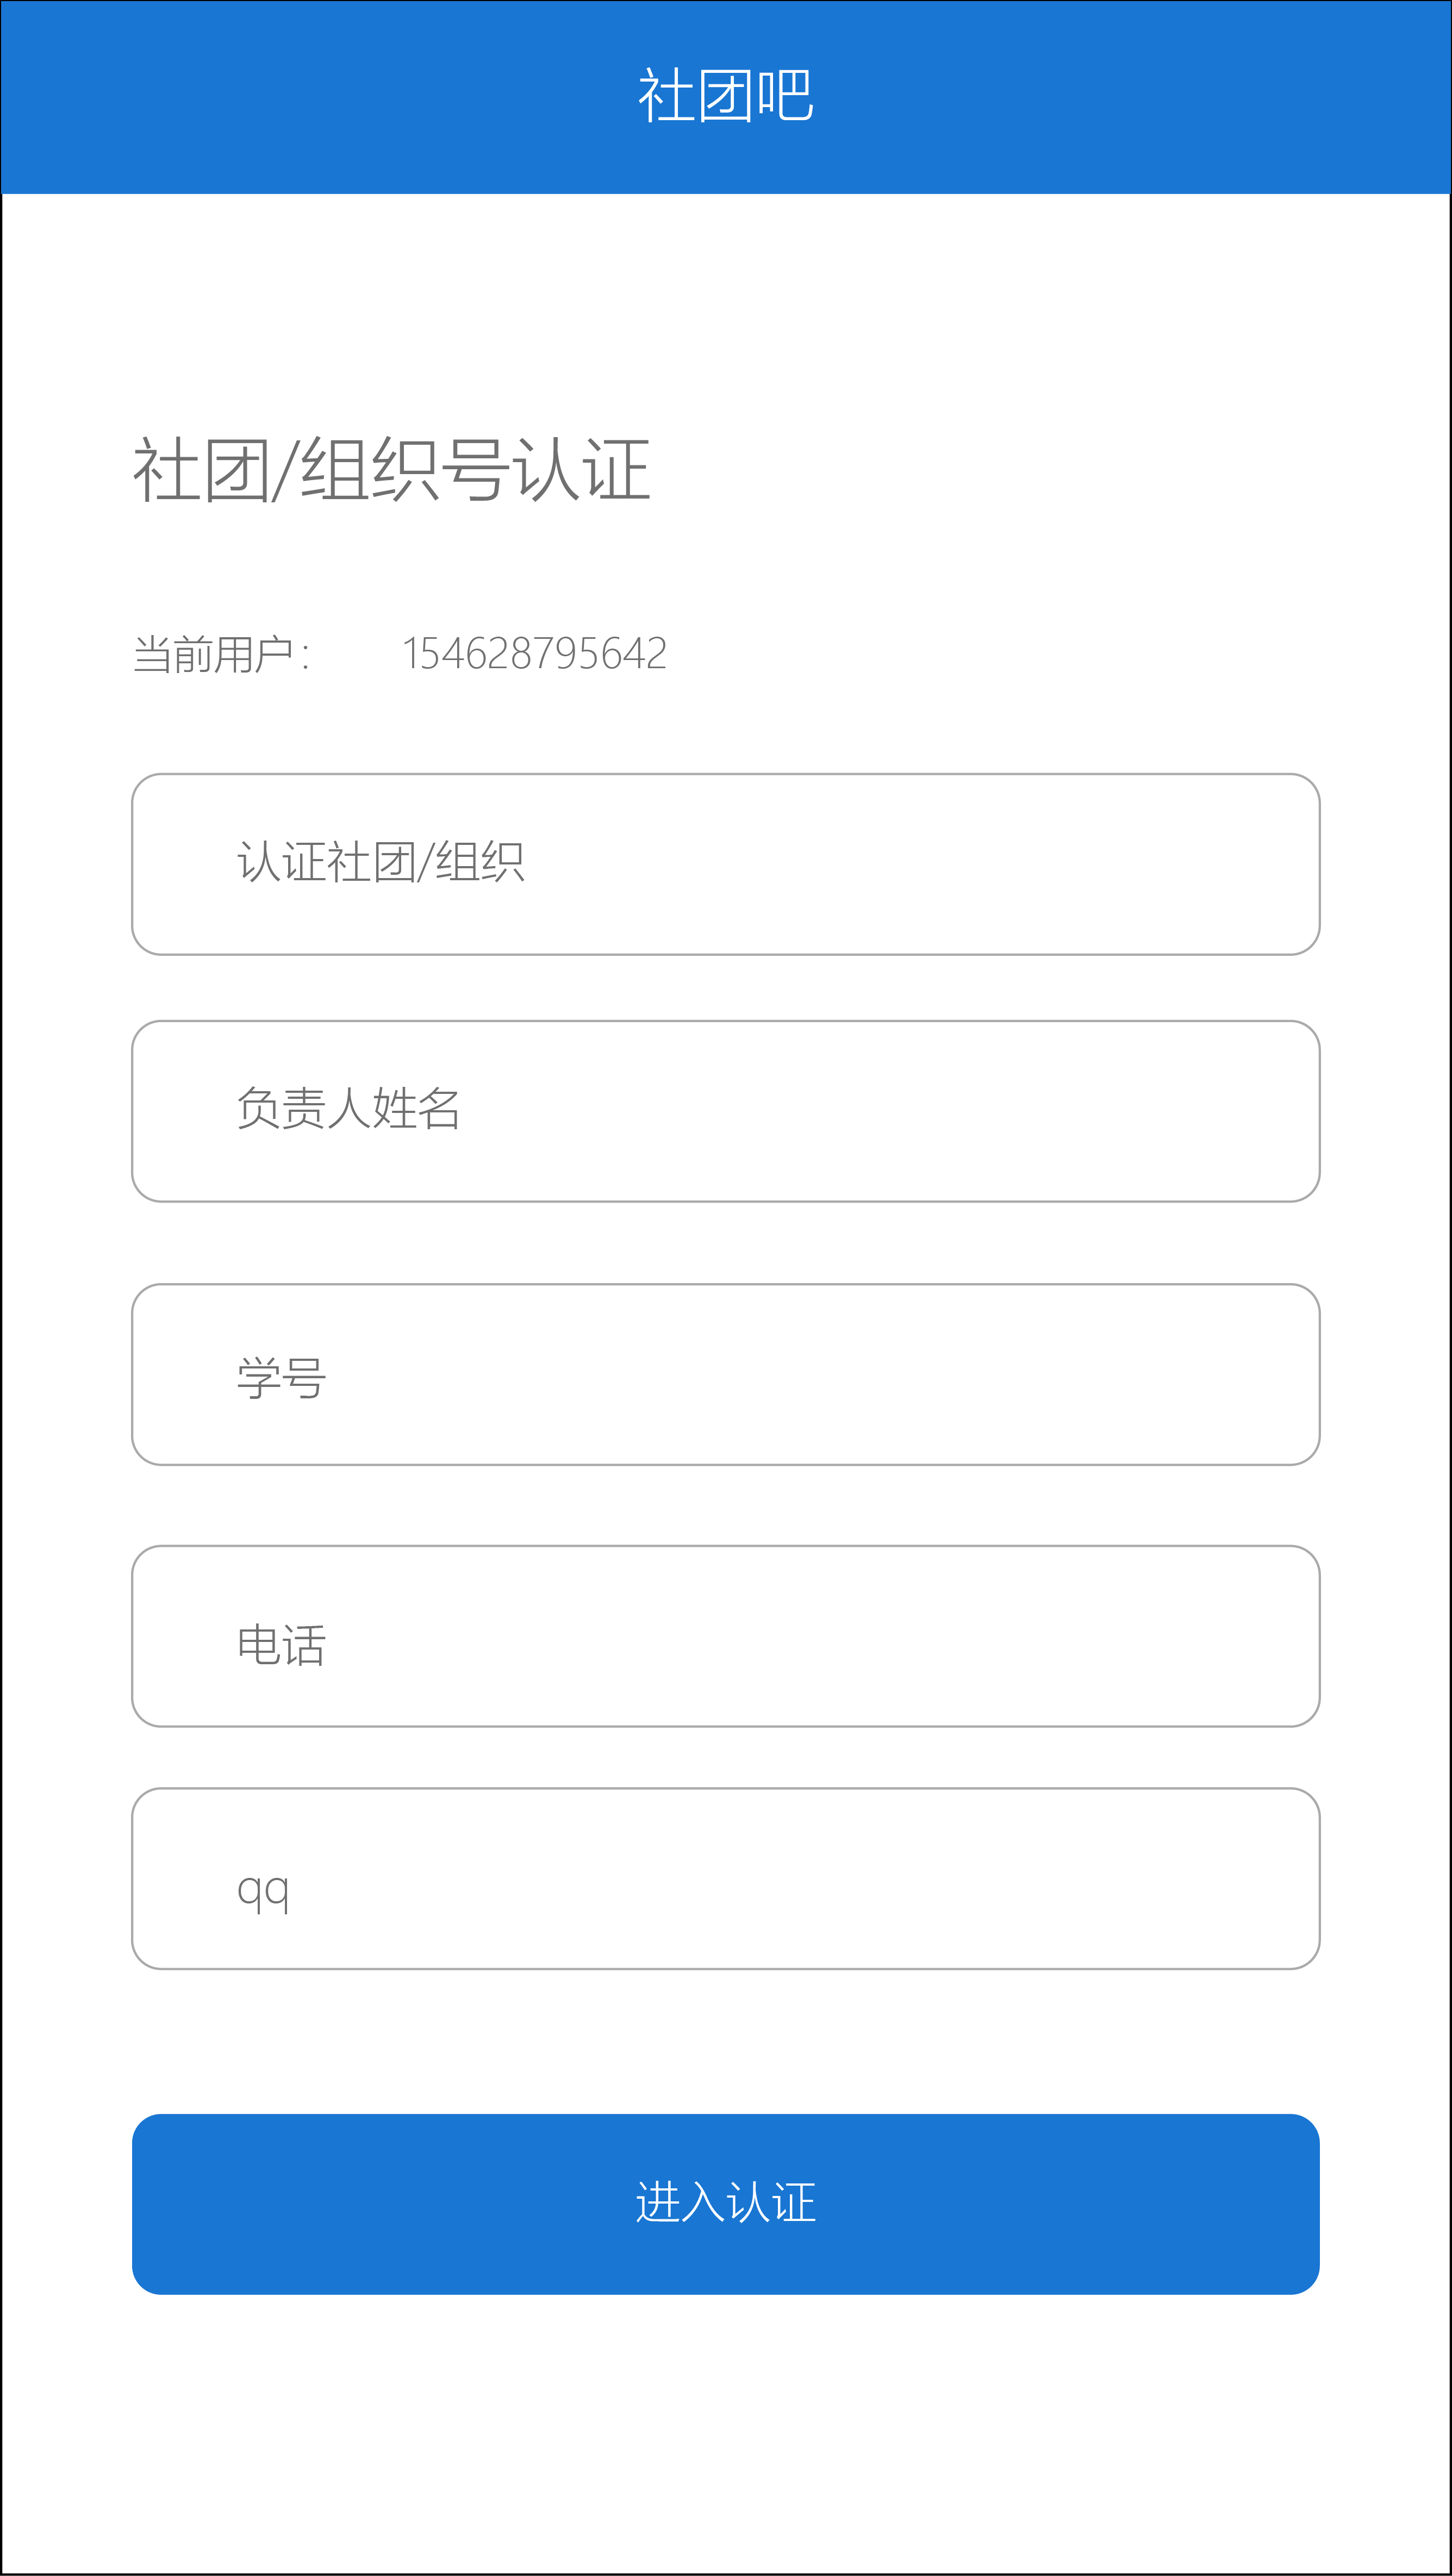 社团吧
社团/组织号认证
当前用户： 154628795642
认证社团/组织
负责人姓名
学号
电话
qq
进入认证